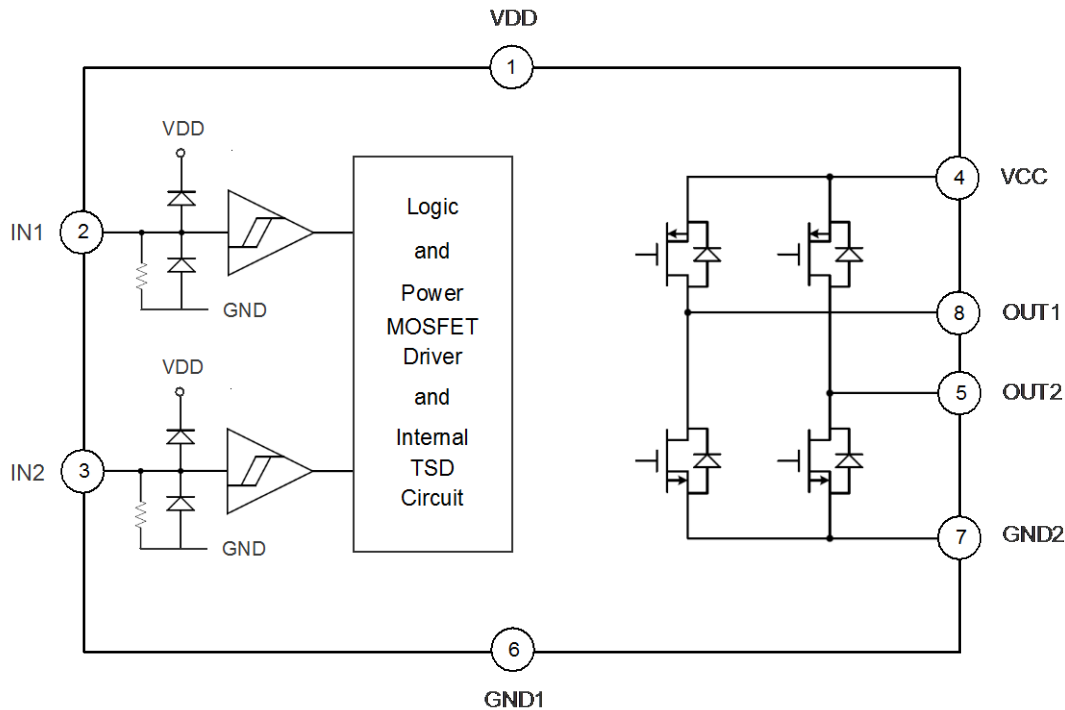 VDD
1
VDD
IN1
2
GND
VDD
IN2
3
GND
Logic
and
Power
MOSFET
Driver
and
Internal
TSD
Circuit
4
VCC
8
OUT1
5
OUT2
7
GND2
6
GND1